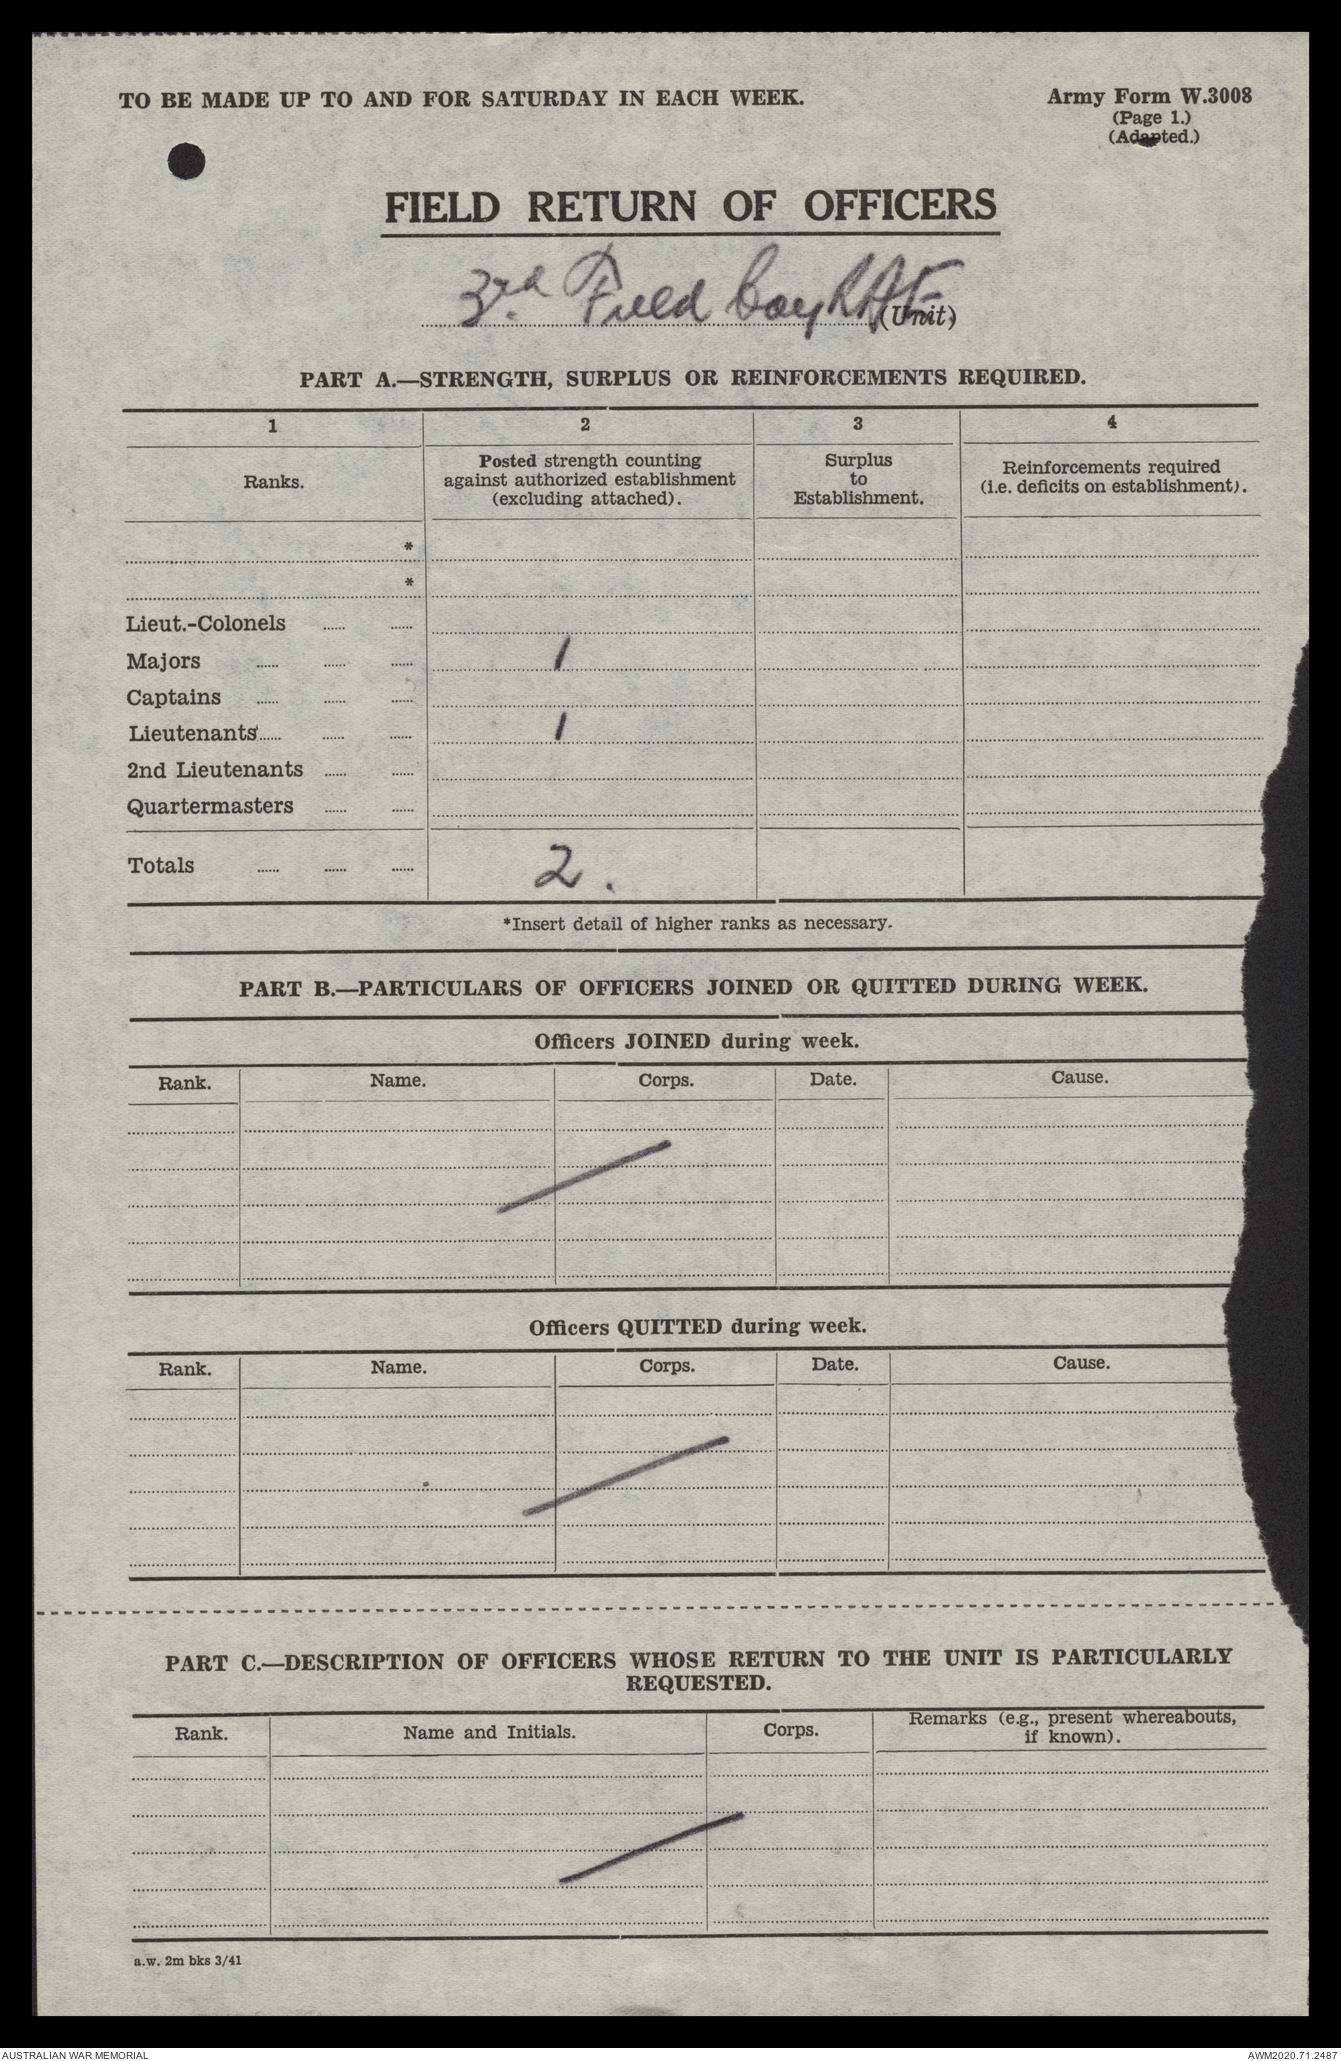 TO BE MADE UP TO AND FOR SATURDAY IN EACH WEEK.
Army Form W.3008
(Page 1.)
(Adapted.)
FIELD RETURN OF OFFICERS
3rd. Field Coy RAE
(Unit)
PART A.—STRENGTH, SURPLUS OR REINFORCEMENTS REQUIRED.
1 2 3 4
Ranks.
Posted strength counting
against authorized establishment
(excluding attached).
Surplus
to
Establishment.
Reinforcements required
(i.e. deficits on establishment).
*
*
Lieut.-Colonels ...... ......
Majors ...... ...... ...... 1
Captains ...... ...... ......
Lieutenants ...... ...... ...... 1
2nd Lieutenants ...... ......
Quartermasters ...... ......
Totals ...... ...... ...... 2.
*Insert detail of higher ranks as necessary.
PART B.—PARTICULARS OF OFFICERS JOINED OR QUITTED DURING WEEK.
Officers JOINED during week.
Rank. Name. Corps. Date. Cause.
Officers QUITTED during week.
Rank. Name. Corps. Date. Cause.
PART C.—DESCRIPTION OF OFFICERS WHOSE RETURN TO THE UNIT IS PARTICULARLY
REQUESTED.
Rank. Name and Initials. Corps.
Remarks (e.g., present whereabouts,
if known).
a.w. 2m bks 3/41
AUSTRALIAN WAR MEMORIAL
AWM2020.71.2487